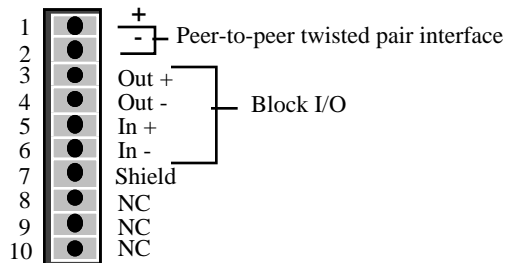 1 +
- Peer-to-peer twisted pair interface
2
3 Out +
4 Out - Block I/O
5 In +
6 In -
7 Shield
8 NC
9 NC
10 NC